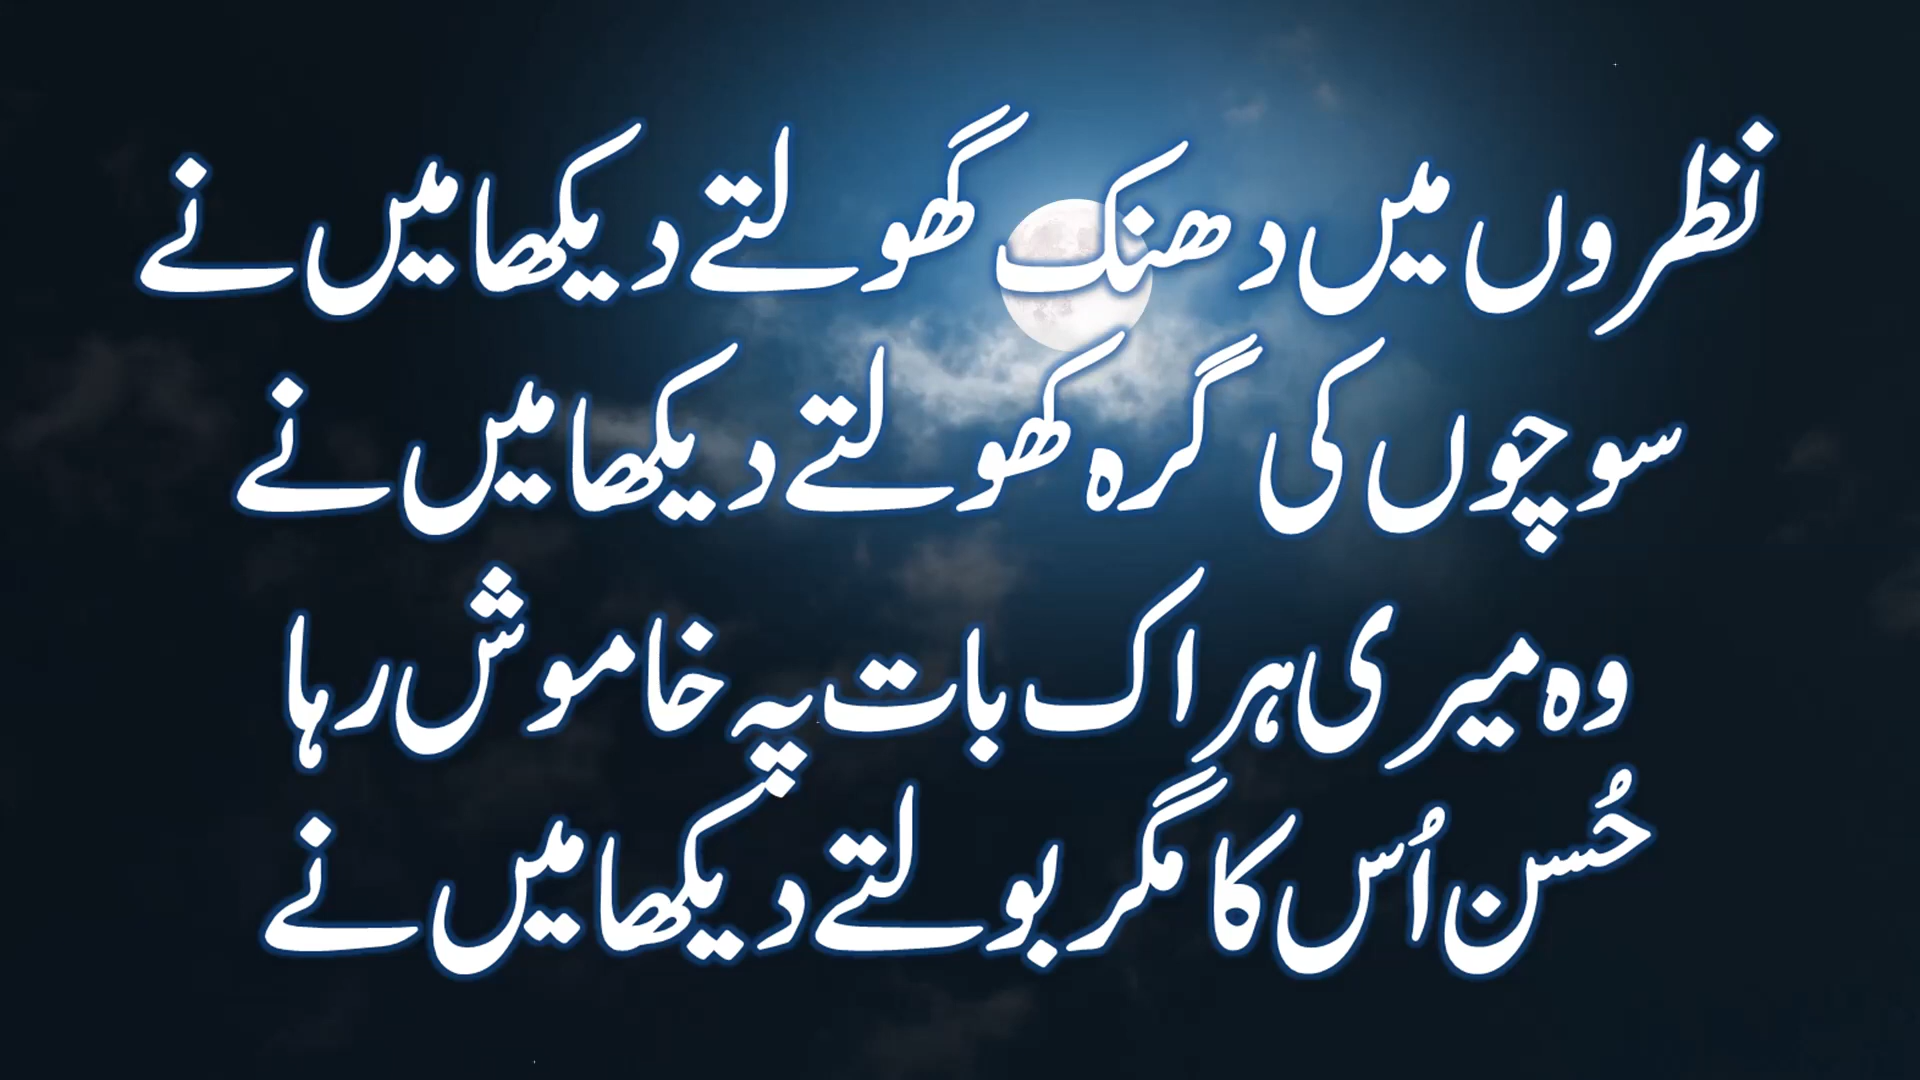 نظروں میں دھنک گھولتے دیکھا میں نے
سوچوں کی گرہ کھولتے دیکھا میں نے
وہ میری ہر اک بات پہ خاموش رہا
حُسن اُس کا مگر بولتے دیکھا میں نے